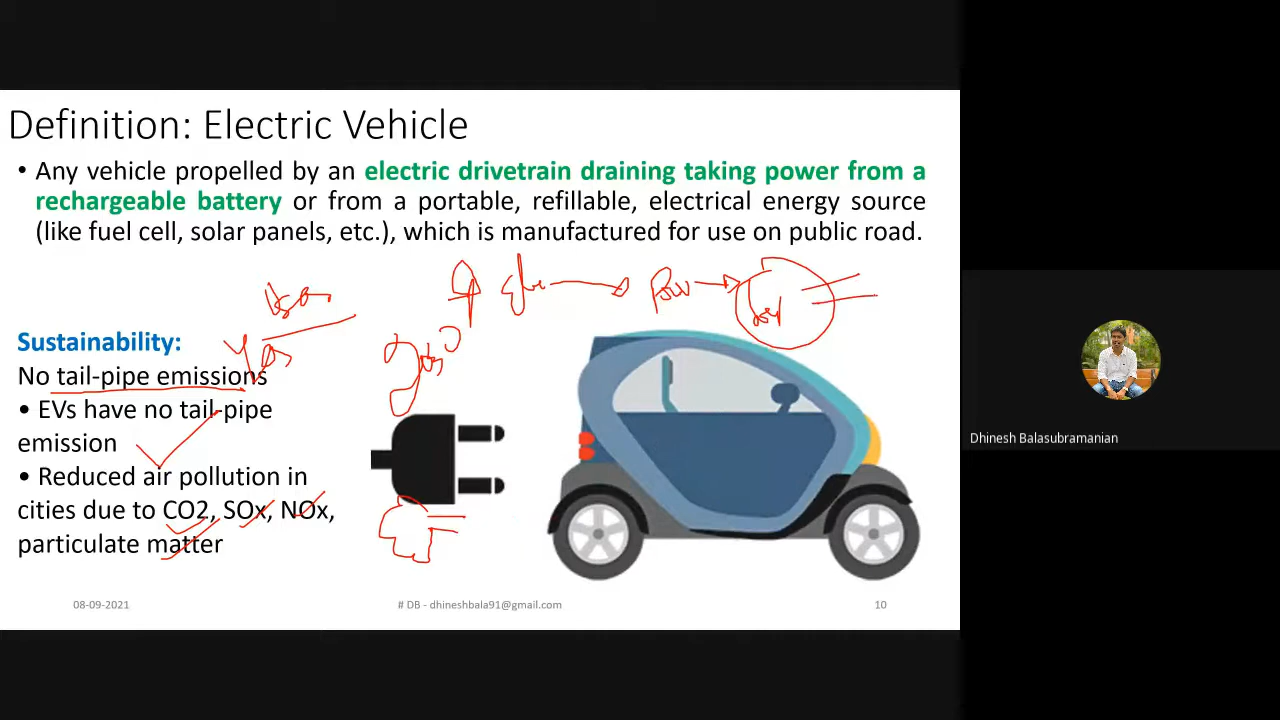 Definition: Electric Vehicle
• Any vehicle propelled by an electric drivetrain draining taking power from a
rechargeable battery or from a portable, refillable, electrical energy source
(like fuel cell, solar panels, etc.), which is manufactured for use on public road.
Sustainability:
No tail-pipe emissions
• EVs have no tail-pipe
emission
• Reduced air pollution in
cities due to CO2, SOx, NOx,
particulate matter
08-09-2021
# DB - dhineshbala91@gmail.com
10
Dhinesh Balasubramanian